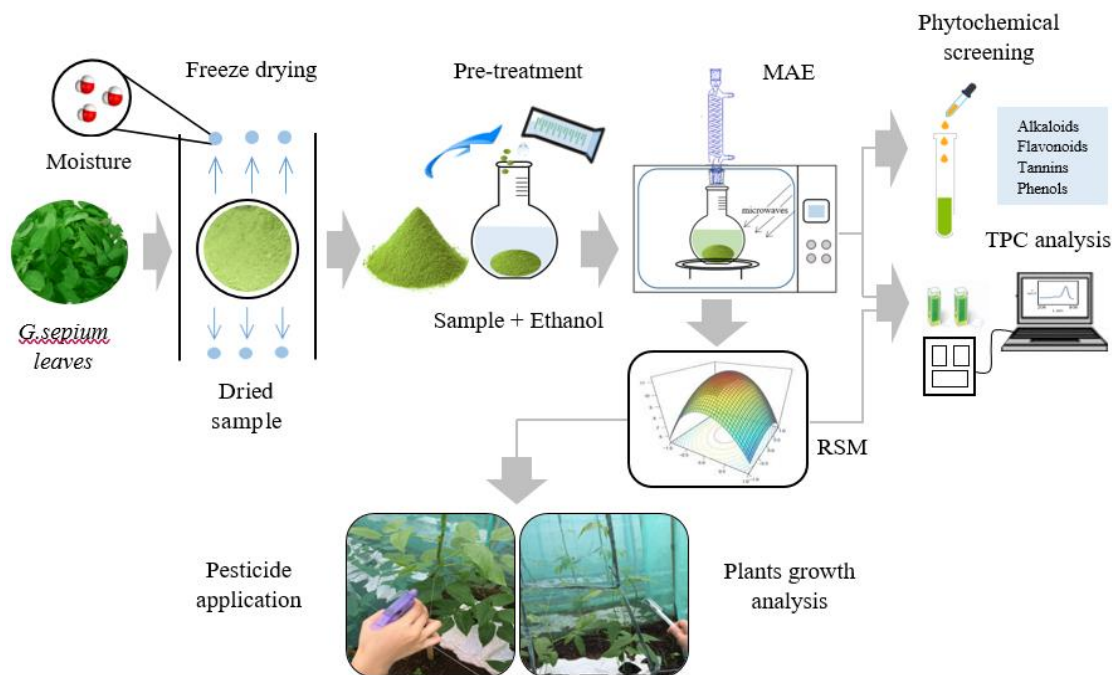 Phytochemical
screening
Freeze drying
Pre-treatment
MAE
Moisture
Alkaloids
Flavonoids
Tannins
Phenols
microwaves
TPC analysis
G.sepium
leaves
Sample + Ethanol
Dried
sample
RSM
Pesticide
application
Plants growth
analysis